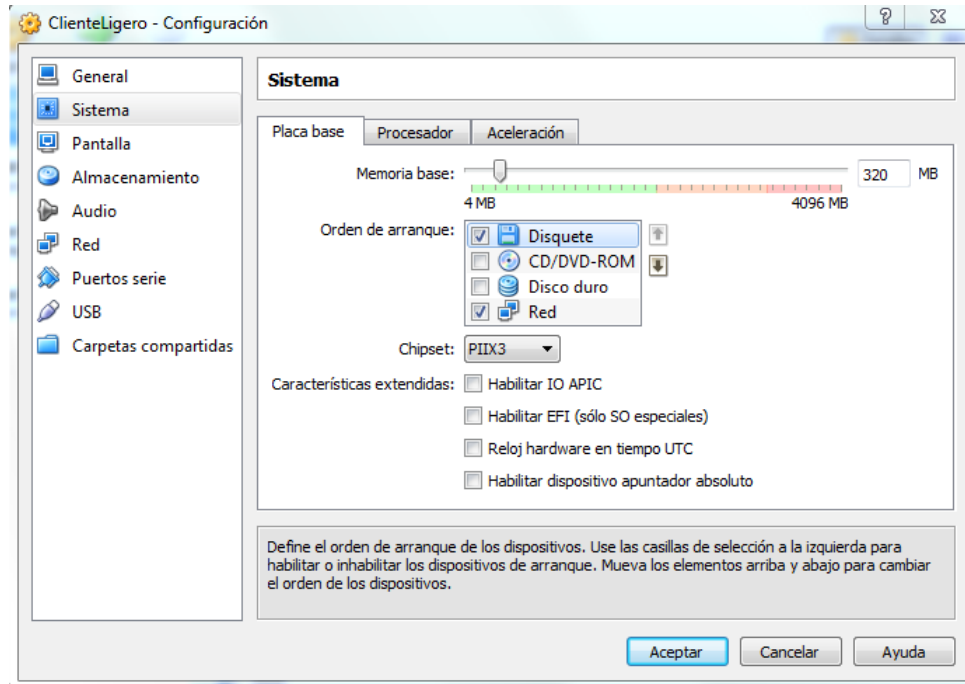 ClienteLigero - Configuración
General
Sistema
Pantalla
Almacenamiento
Audio
Red
Puertos serie
USB
Carpetas compartidas
Sistema
Placa base
Procesador
Aceleración
Memoria base:
320
MB
4 MB
4096 MB
Orden de arranque:
Disquete
CD/DVD-ROM
Disco duro
Red
Chipset:
PIIX3
Características extendidas:
Habilitar IO APIC
Habilitar EFI (sólo SO especiales)
Reloj hardware en tiempo UTC
Habilitar dispositivo apuntador absoluto
Define el orden de arranque de los dispositivos. Use las casillas de selección a la izquierda para
habilitar o inhabilitar los dispositivos de arranque. Mueva los elementos arriba y abajo para cambiar
el orden de los dispositivos.
Aceptar
Cancelar
Ayuda